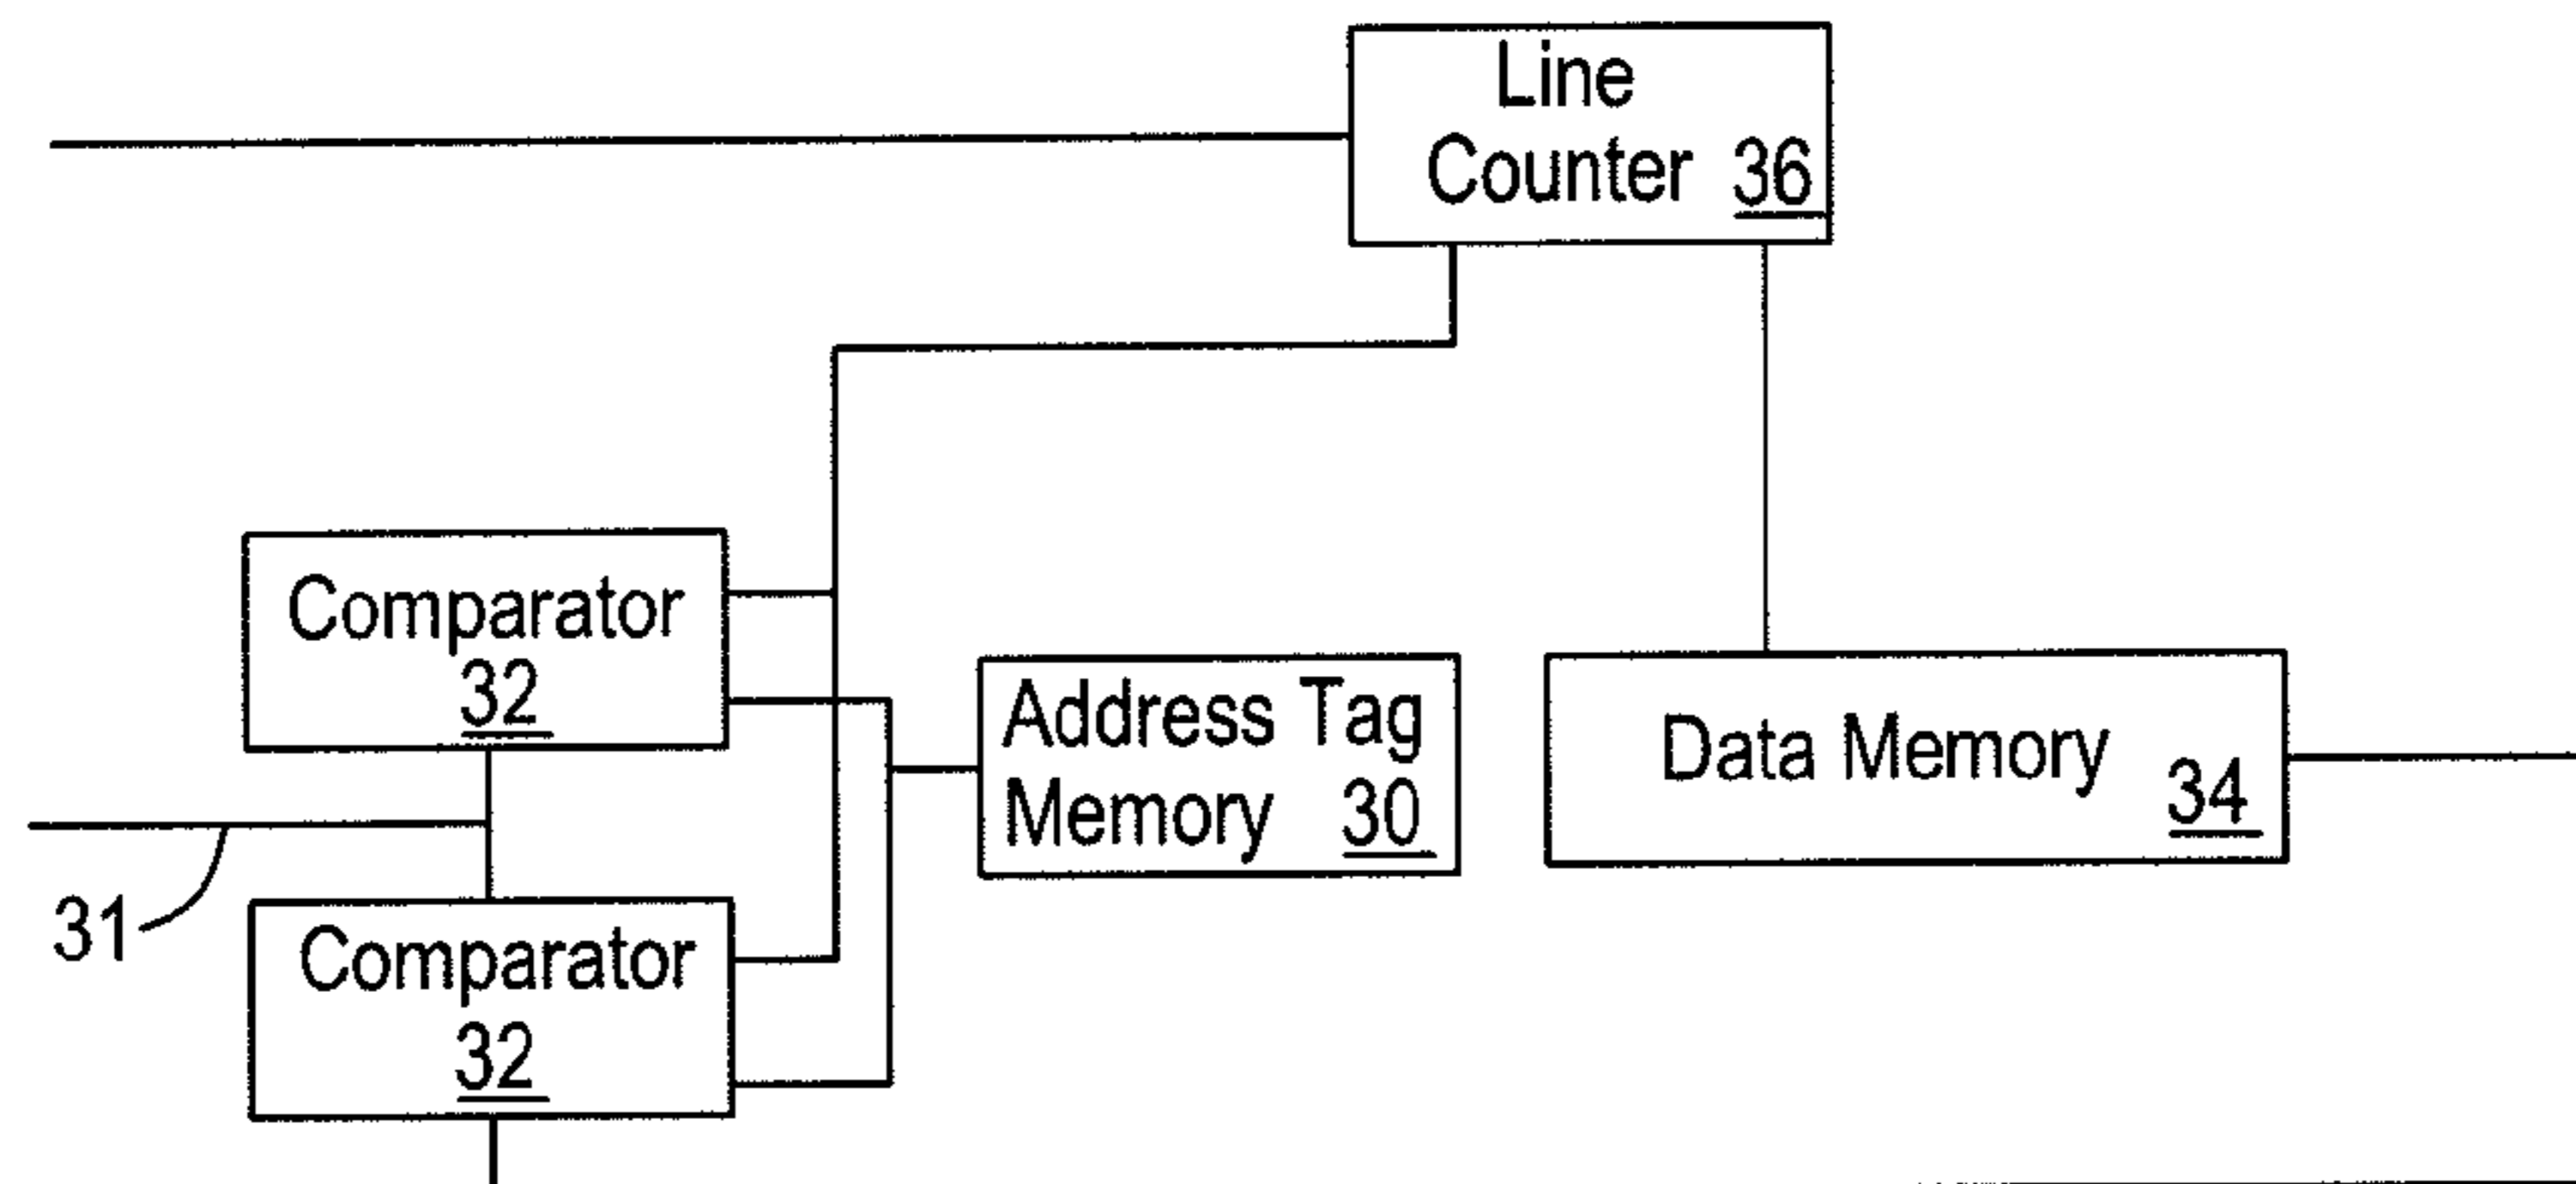 Line
Counter 36
Comparator
32
Address Tag
Memory 30
Data Memory
34
31
Comparator
32